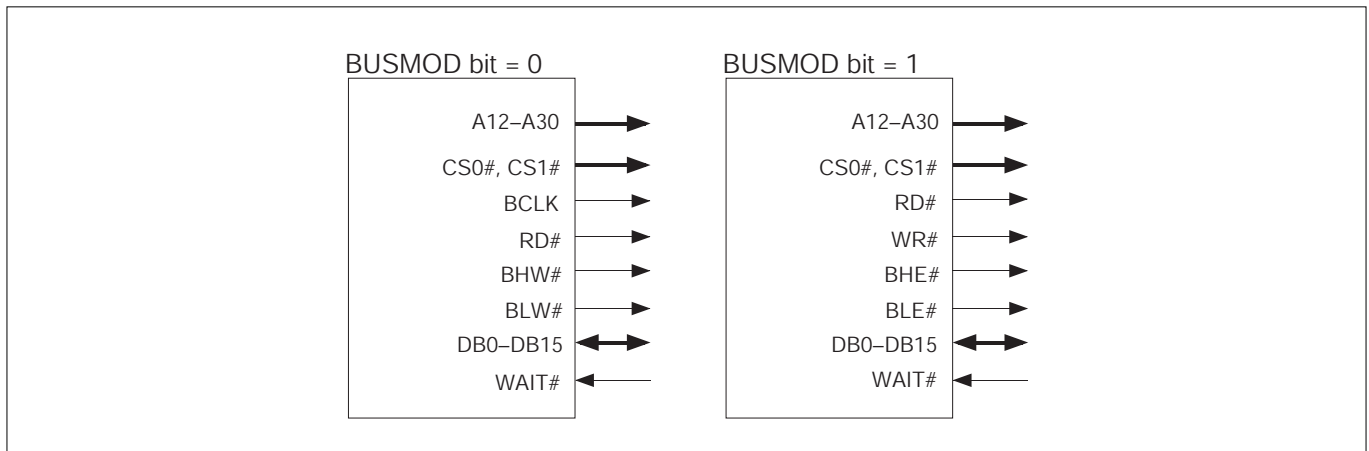 BUSMOD bit = 0
A12–A30
CS0#, CS1#
BCLK
RD#
BHW#
BLW#
DB0–DB15
WAIT#
BUSMOD bit = 1
A12–A30
CS0#, CS1#
RD#
WR#
BHE#
BLE#
DB0–DB15
WAIT#